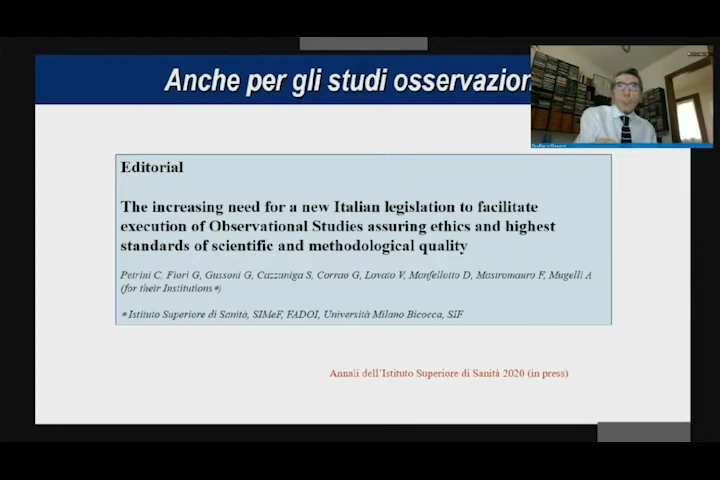 Anche per gli studi osservazion
Editorial
The increasing need for a new Italian legislation to facilitate
execution of Observational Studies assuring ethics and highest
standards of scientific and methodological quality
Petrini C, Fiori G, Gussoni G, Cazzaniga S, Corrao G, Lovato V, Manfellotto D, Mastromauro F, Mugelli A
(for their Institutions*)
* Istituto Superiore di Sanità, SIMeF, FADOI, Università Milano Bicocca, SIF
Annali dell'Istituto Superiore di Sanità 2020 (in press)